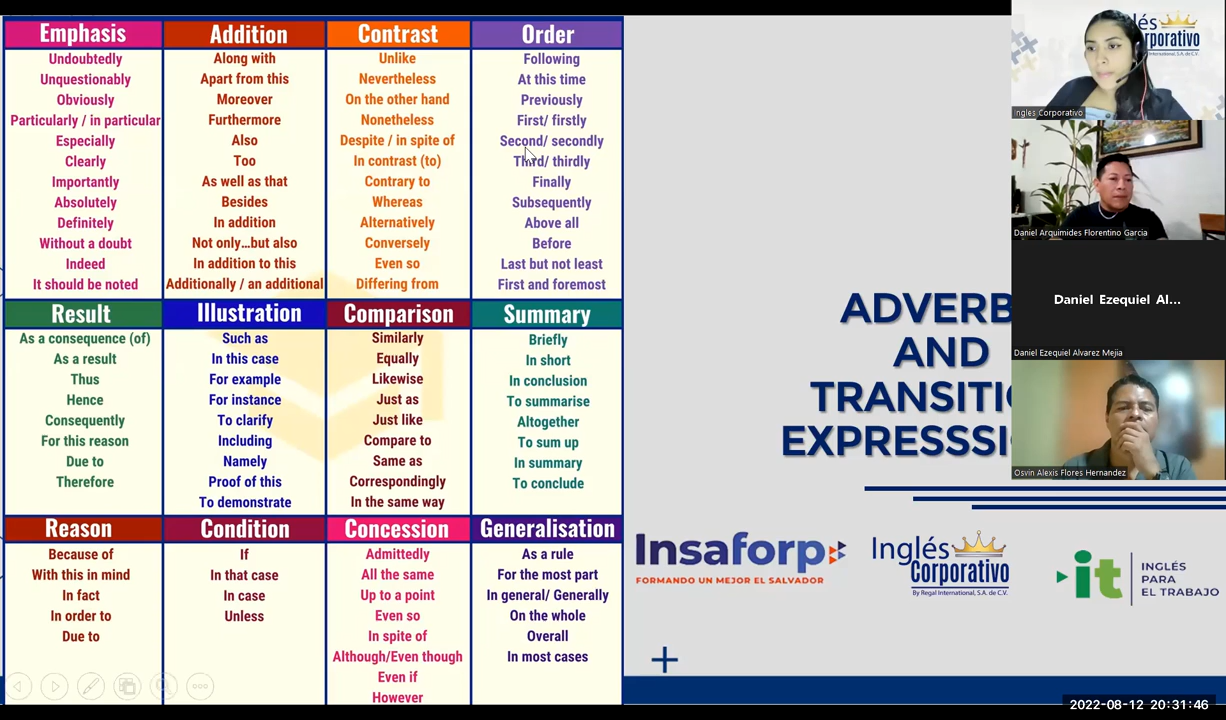 Emphasis
Undoubtedly
Unquestionably
Obviously
Particularly / in particular
Especially
Clearly
Importantly
Absolutely
Definitely
Without a doubt
Indeed
It should be noted
Addition
Along with
Apart from this
Moreover
Furthermore
Also
Too
As well as that
Besides
In addition
Not only...but also
In addition to this
Additionally / an additional
Contrast
Unlike
Nevertheless
On the other hand
Nonetheless
Despite / in spite of
In contrast (to)
Contrary to
Whereas
Alternatively
Conversely
Even so
Differing from
Order
Following
At this time
Previously
First/ firstly
Second/ secondly
Third/ thirdly
Finally
Subsequently
Above all
Before
Last but not least
First and foremost
Result
As a consequence (of)
As a result
Thus
Hence
Consequently
For this reason
Due to
Therefore
Illustration
Such as
In this case
For example
For instance
To clarify
Including
Namely
Proof of this
To demonstrate
Comparison
Similarly
Equally
Likewise
Just as
Just like
Compare to
Same as
Correspondingly
In the same way
Summary
Briefly
In short
In conclusion
To summarise
Altogether
To sum up
In summary
To conclude
Reason
Because of
With this in mind
In fact
In order to
Due to
Condition
If
In that case
In case
Unless
Concession
Admittedly
All the same
Up to a point
Even so
In spite of
Although/Even though
Even if
However
Generalisation
As a rule
For the most part
In general/ Generally
On the whole
Overall
In most cases
ADVERB
AND
TRANSITI
EXPRESSSI
Insaforp
FORMANDO UN MEJOR EL SALVADOR
Inglés
Corporativo
By Regal International, S.A. de C.V.
it
INGLÉS
PARA
EL TRABAJO
glés
rporativo
Ingles Corporativo
Daniel Arquimides Florentino Garcia
Daniel Ezequiel Al...
Daniel Ezequiel Alvarez Mejia
Osvin Alexis Flores Hernandez
2022-08-12 20:31:46